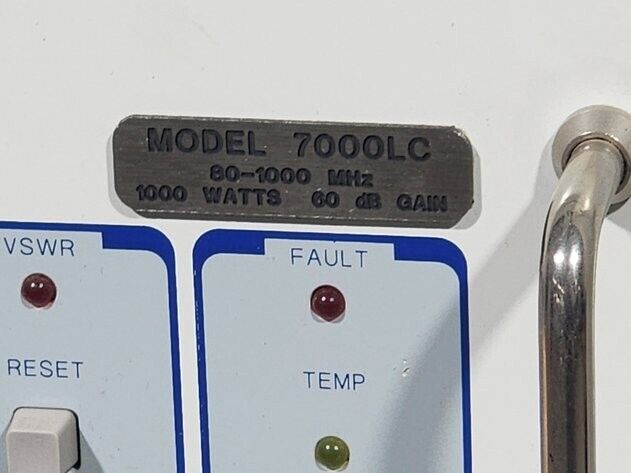 MODEL 7000LC
80-1000 MHz
1000 WATTS 60 dB GAIN
VSWR
FAULT
RESET
TEMP